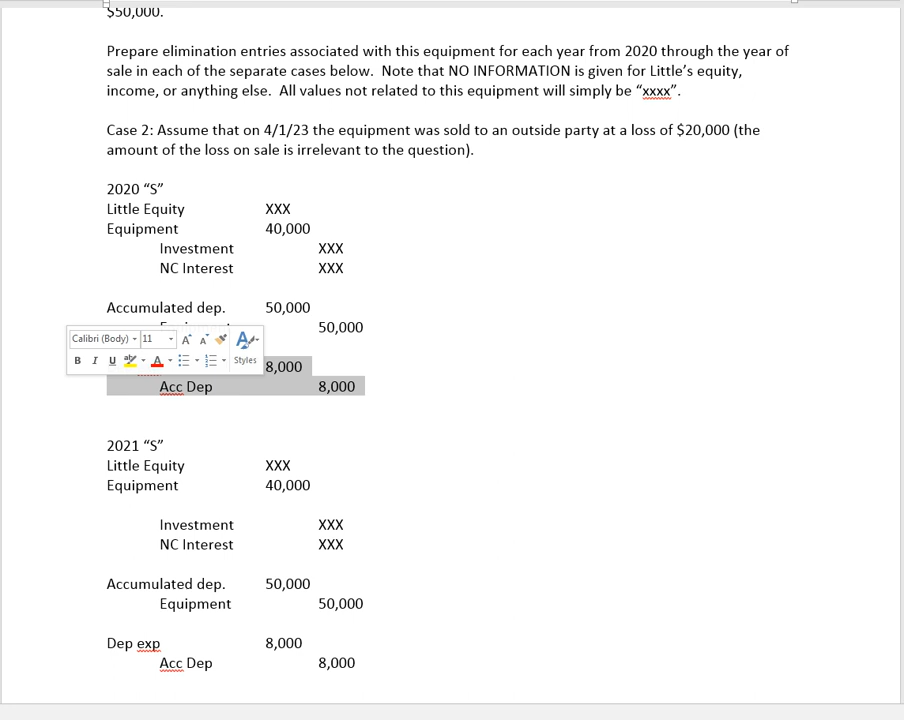 $50,000.
Prepare elimination entries associated with this equipment for each year from 2020 through the year of
sale in each of the separate cases below. Note that NO INFORMATION is given for Little’s equity,
income, or anything else. All values not related to this equipment will simply be “xxxx”.
Case 2: Assume that on 4/1/23 the equipment was sold to an outside party at a loss of $20,000 (the
amount of the loss on sale is irrelevant to the question).
2020 “S”
Little Equity XXX
Equipment 40,000
Investment XXX
NC Interest XXX
Accumulated dep. 50,000
50,000
Calibri (Body) 11 A A A
B I U ab A Styles
8,000
Acc Dep 8,000
2021 “S”
Little Equity XXX
Equipment 40,000
Investment XXX
NC Interest XXX
Accumulated dep. 50,000
Equipment 50,000
Dep exp 8,000
Acc Dep 8,000